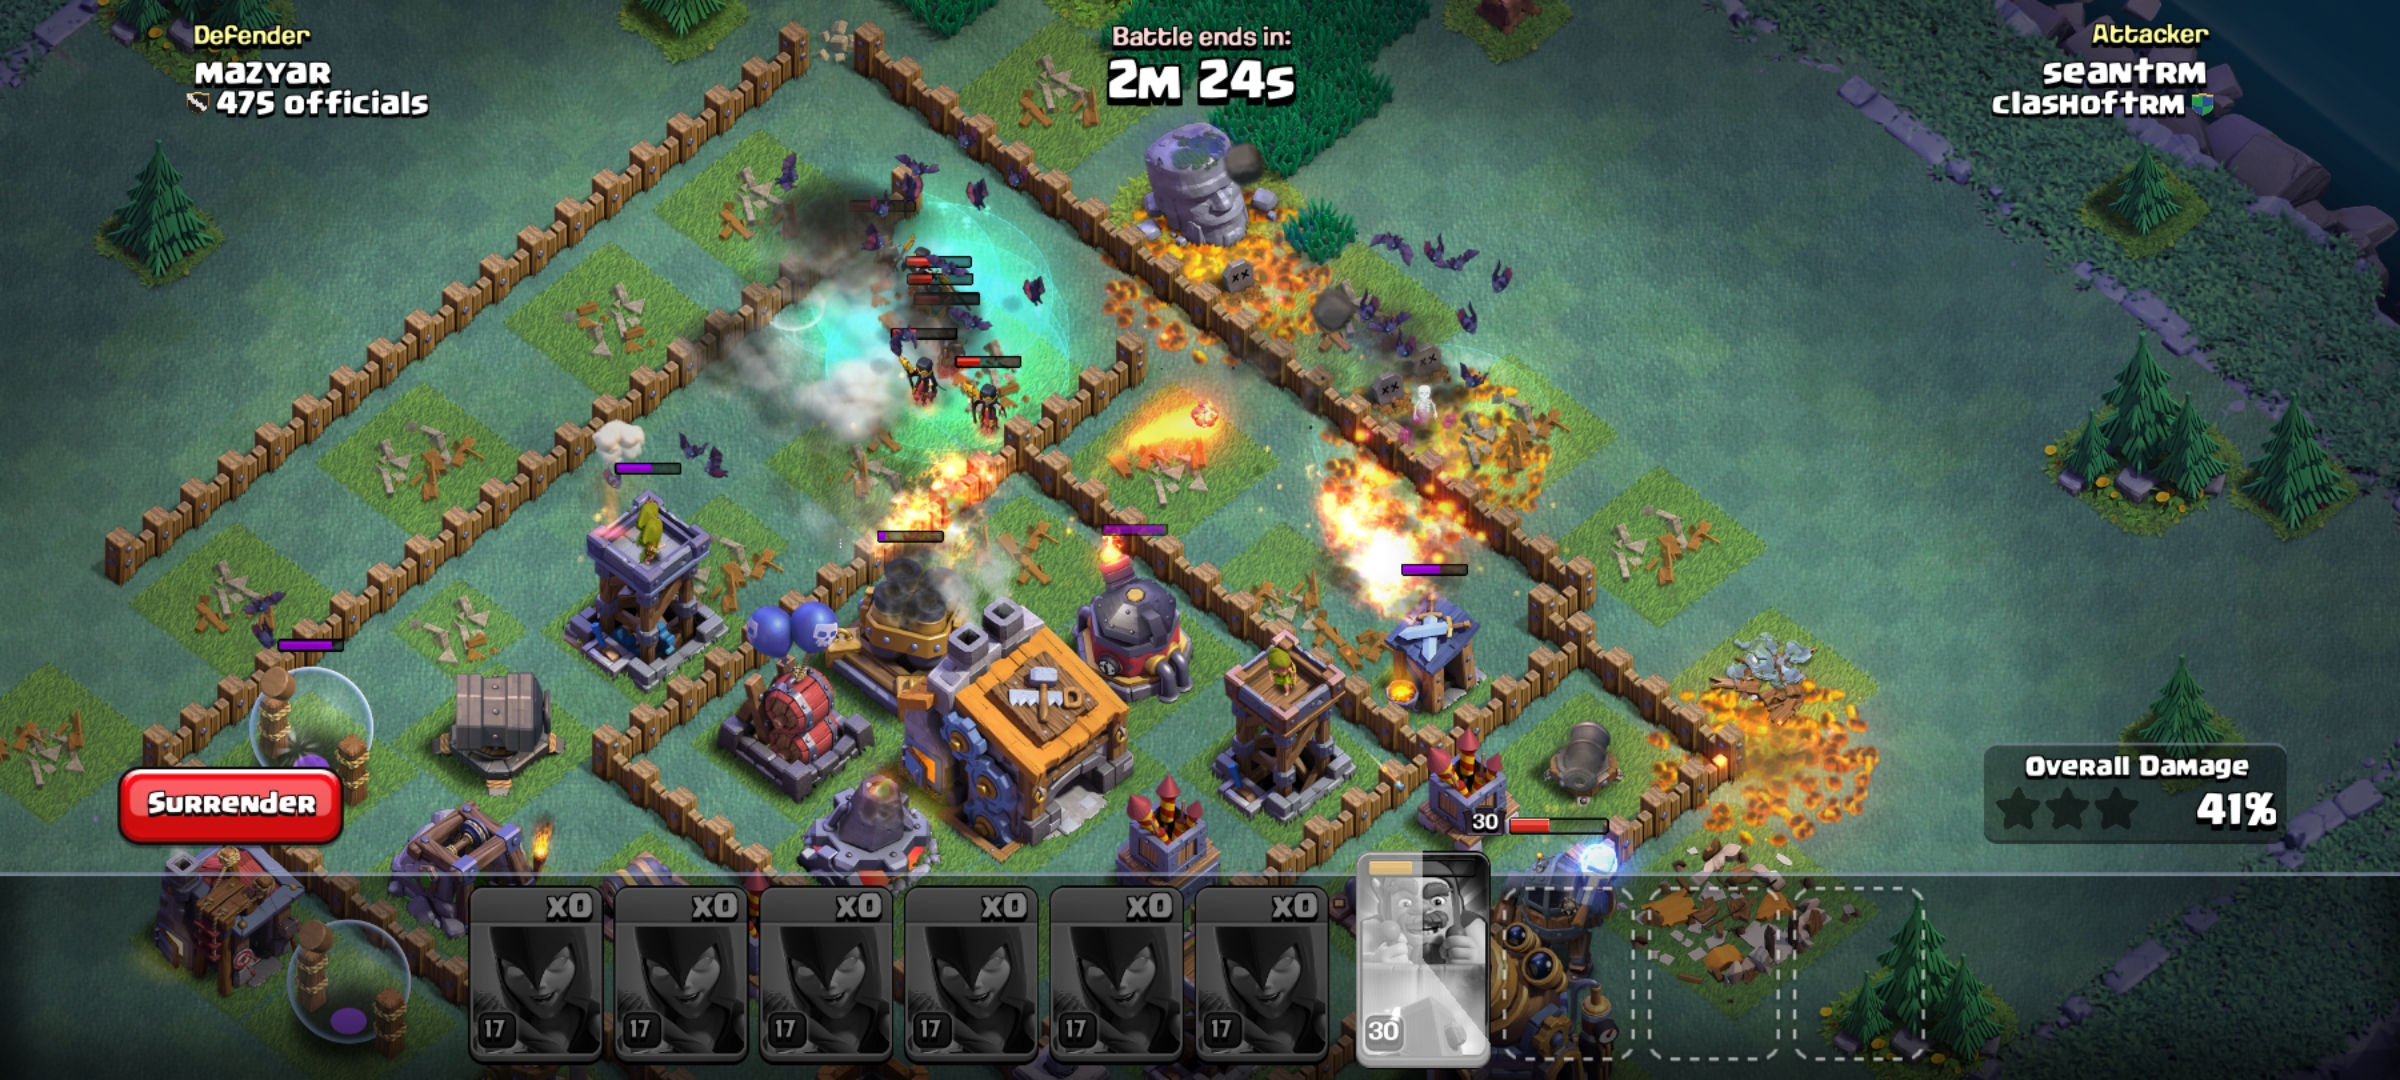 Defender
MAZYAR
475 officials
Battle ends in:
2M 24S
Attacker
seantRM
clashoftRM
Surrender
Overall Damage
41%
30
x0
x0
x0
x0
x0
x0
17
17
17
17
17
17
30